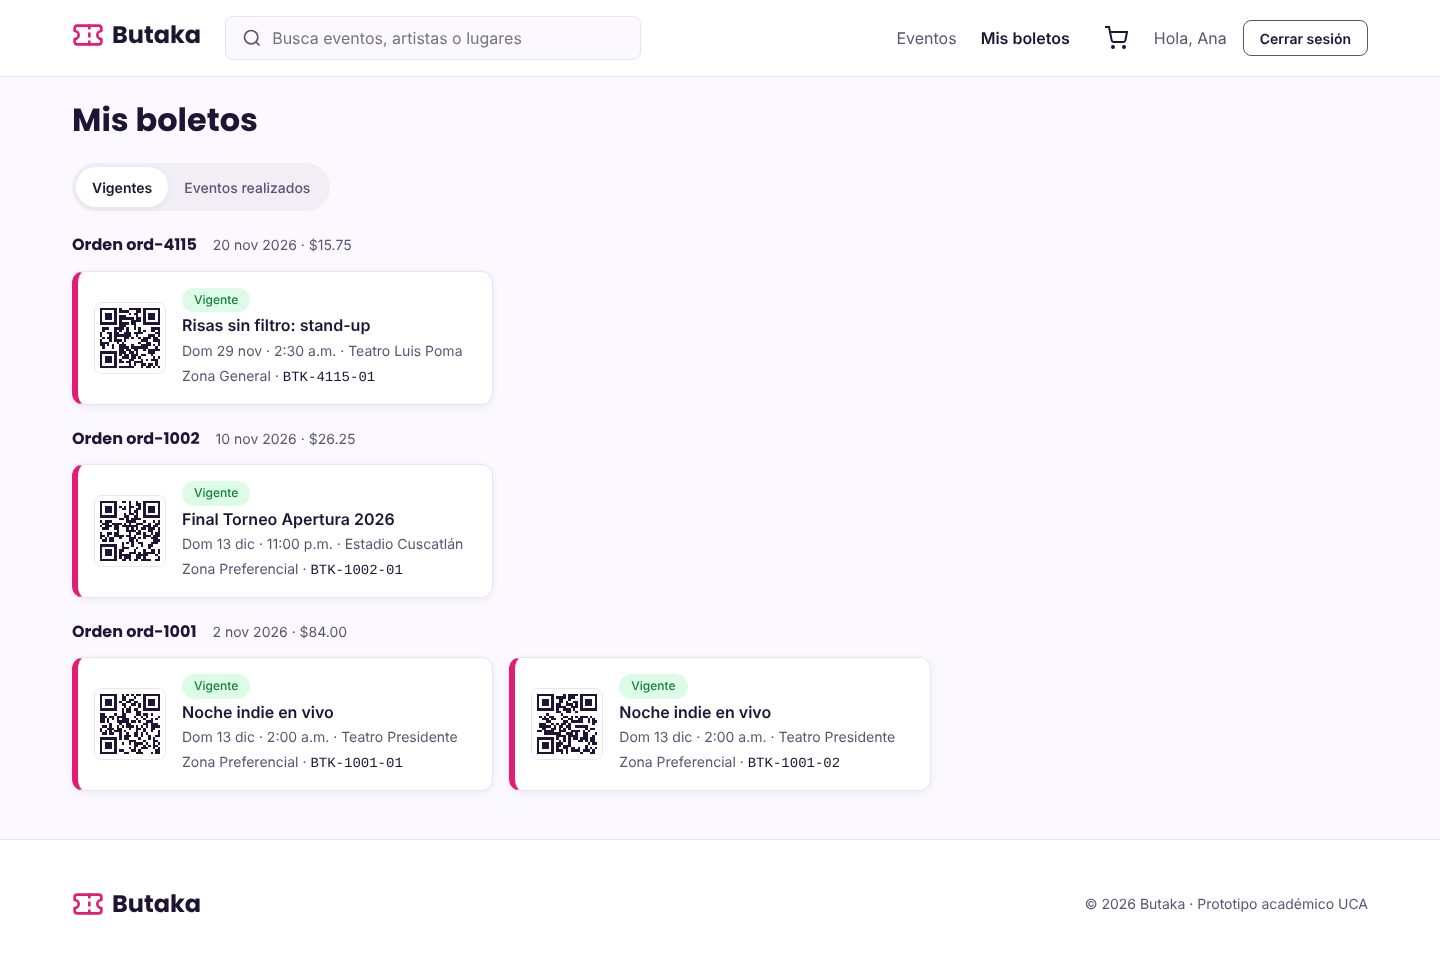 Butaka
Busca eventos, artistas o lugares
Eventos
Mis boletos
Hola, Ana
Cerrar sesión
Mis boletos
Vigentes
Eventos realizados
Orden ord-4115 20 nov 2026 · $15.75
Vigente
Risas sin filtro: stand-up
Dom 29 nov · 2:30 a.m. · Teatro Luis Poma
Zona General · BTK-4115-01
Orden ord-1002 10 nov 2026 · $26.25
Vigente
Final Torneo Apertura 2026
Dom 13 dic · 11:00 p.m. · Estadio Cuscatlán
Zona Preferencial · BTK-1002-01
Orden ord-1001 2 nov 2026 · $84.00
Vigente
Noche indie en vivo
Dom 13 dic · 2:00 a.m. · Teatro Presidente
Zona Preferencial · BTK-1001-01
Vigente
Noche indie en vivo
Dom 13 dic · 2:00 a.m. · Teatro Presidente
Zona Preferencial · BTK-1001-02
Butaka
© 2026 Butaka · Prototipo académico UCA